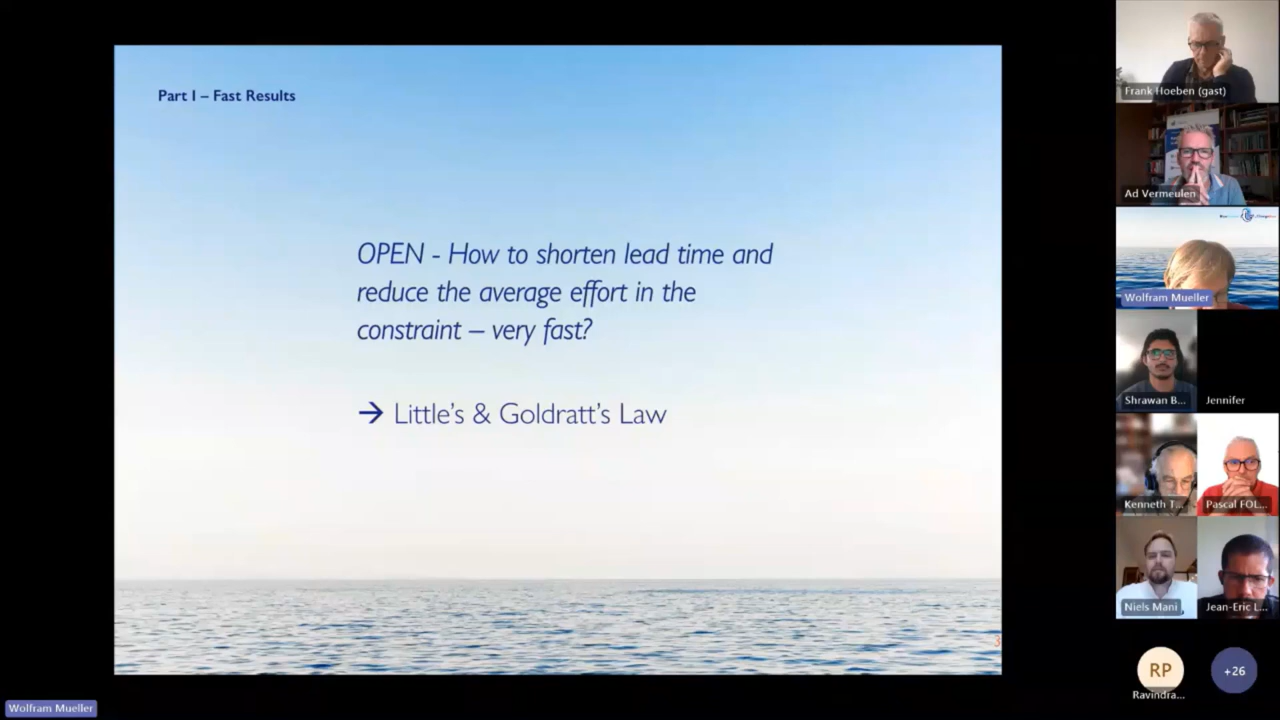 Part I – Fast Results
OPEN - How to shorten lead time and
reduce the average effort in the
constraint – very fast?
→ Little's & Goldratt's Law
3
Frank Hoeben (gast)
Ad Vermeulen
Wolfram Mueller
Shrawan B...
Jennifer
Kenneth T...
Pascal FOL...
Niels Mani
Jean-Eric L...
RP
Ravindra...
+26
Wolfram Mueller